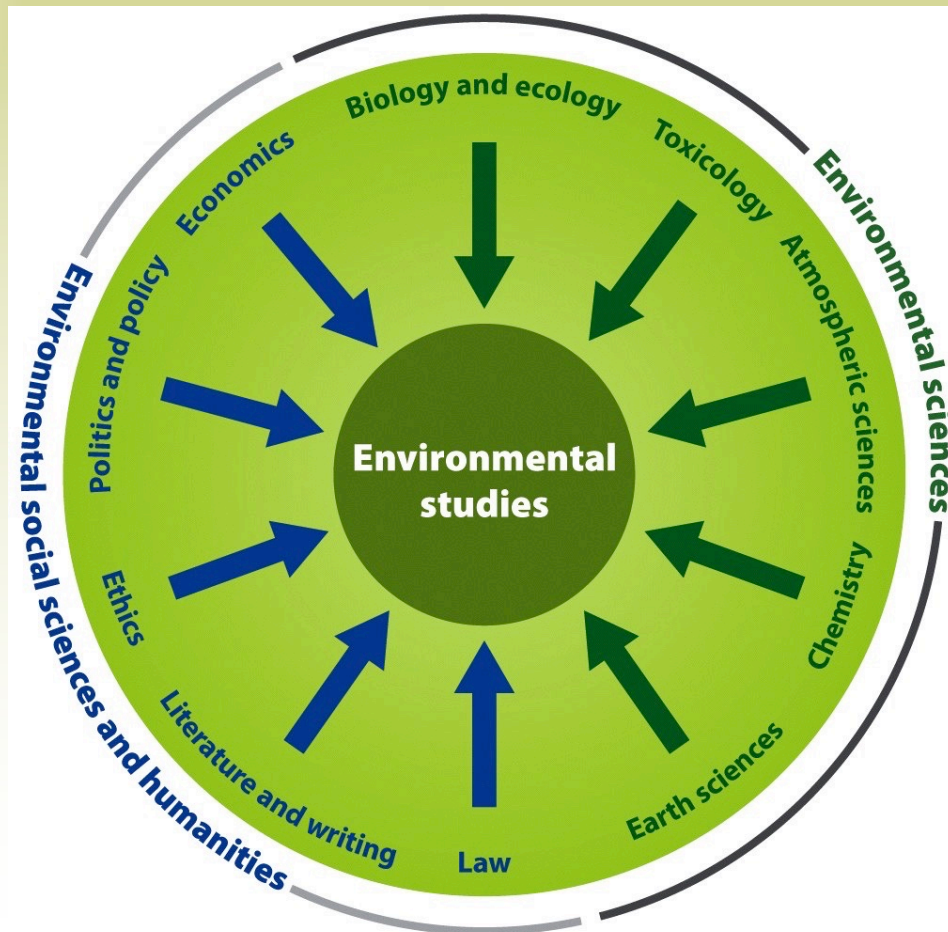 Biology and ecology
Toxicology
Atmospheric sciences
Chemistry
Earth sciences
Law
Literature and writing
Ethics
Politics and policy
Economics
Environmental sciences
Environmental social sciences and humanities
Environmental
studies